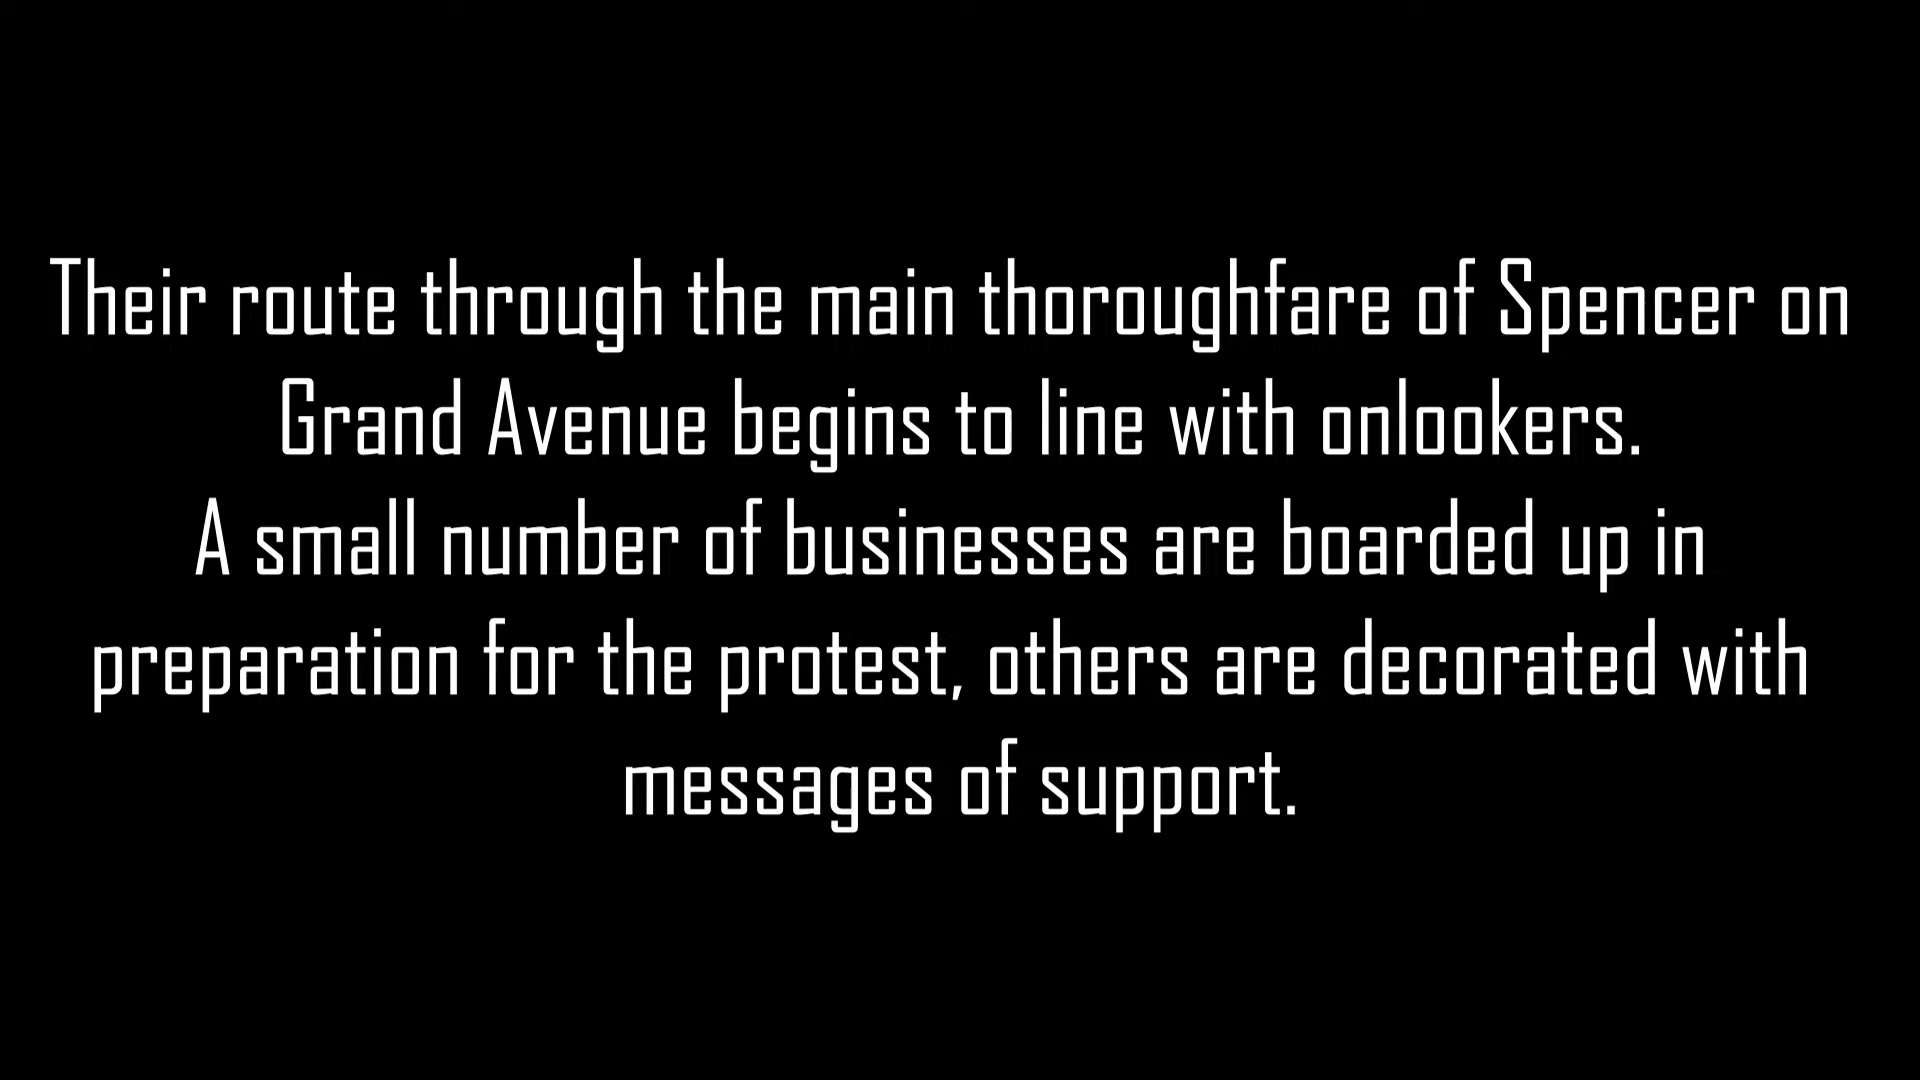 Their route through the main thoroughfare of Spencer on
Grand Avenue begins to line with onlookers.
A small number of businesses are boarded up in
preparation for the protest, others are decorated with
messages of support.